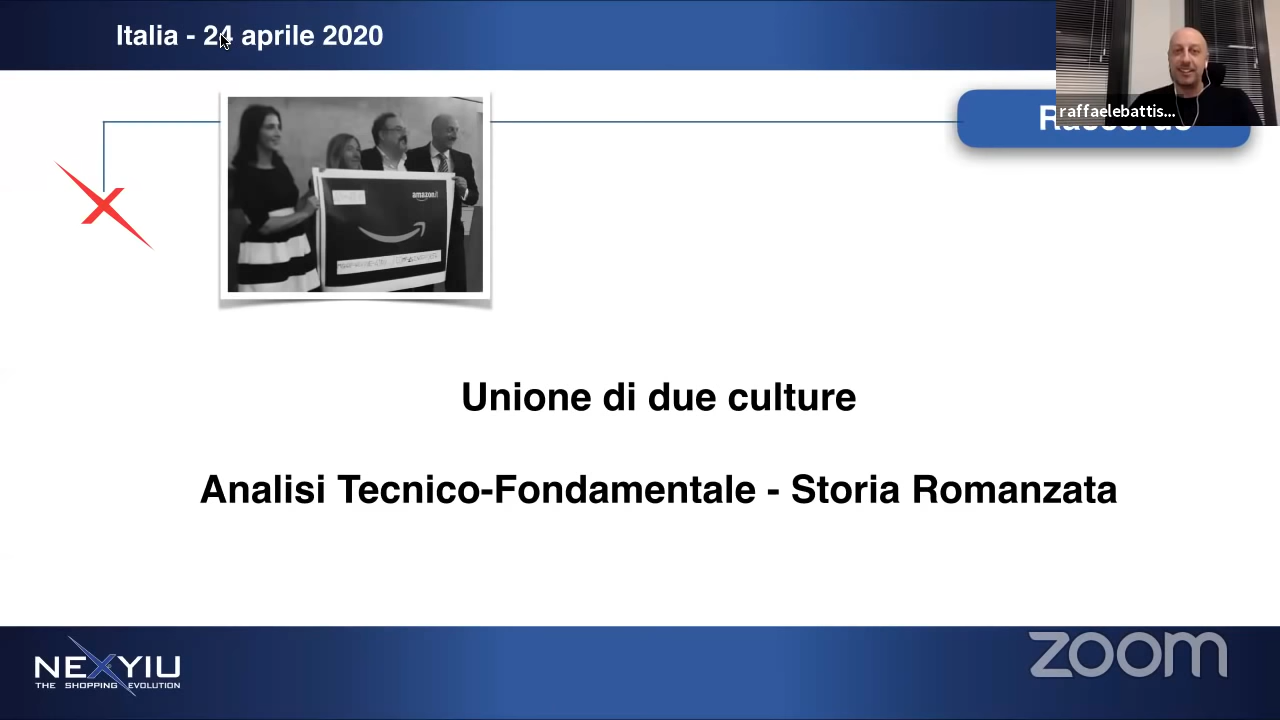 Italia - 24 aprile 2020
raffaelebattis...
amazon.it
Unione di due culture
Analisi Tecnico-Fondamentale - Storia Romanzata
NEXYIU
THE SHOPPING EVOLUTION
zoom